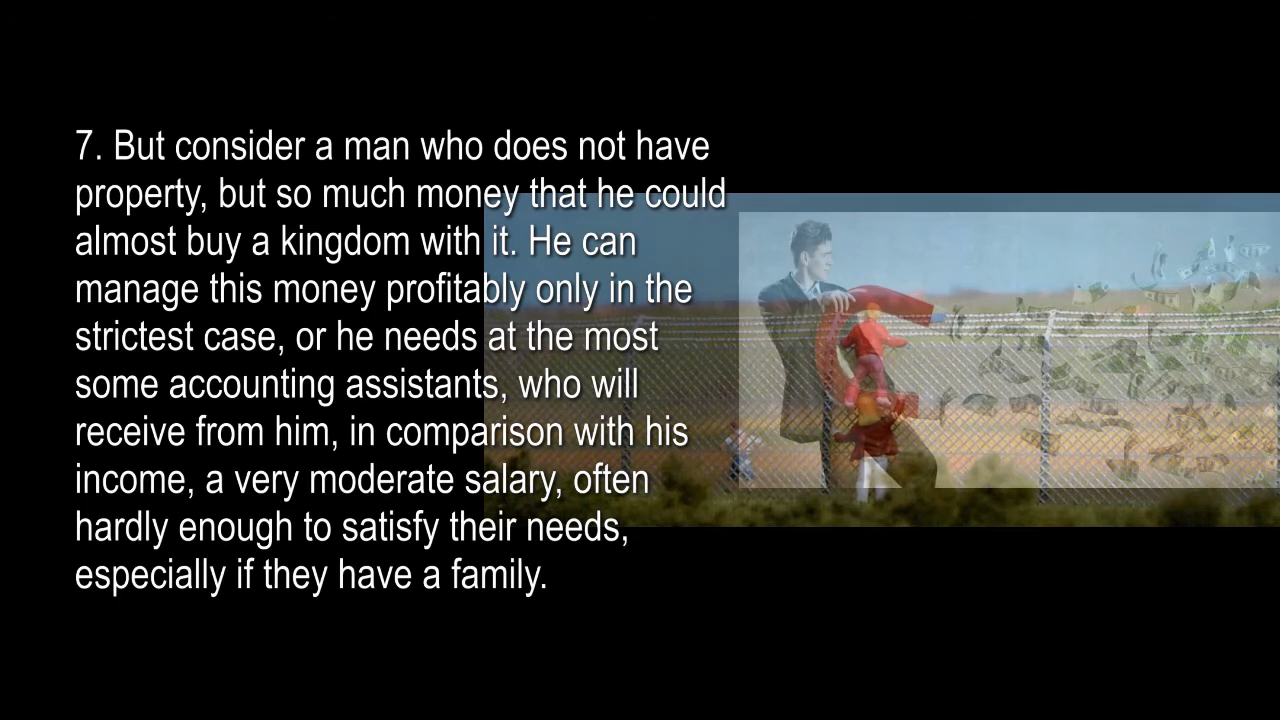 7. But consider a man who does not have
property, but so much money that he could
almost buy a kingdom with it. He can
manage this money profitably only in the
strictest case, or he needs at the most
some accounting assistants, who will
receive from him, in comparison with his
income, a very moderate salary, often
hardly enough to satisfy their needs,
especially if they have a family.